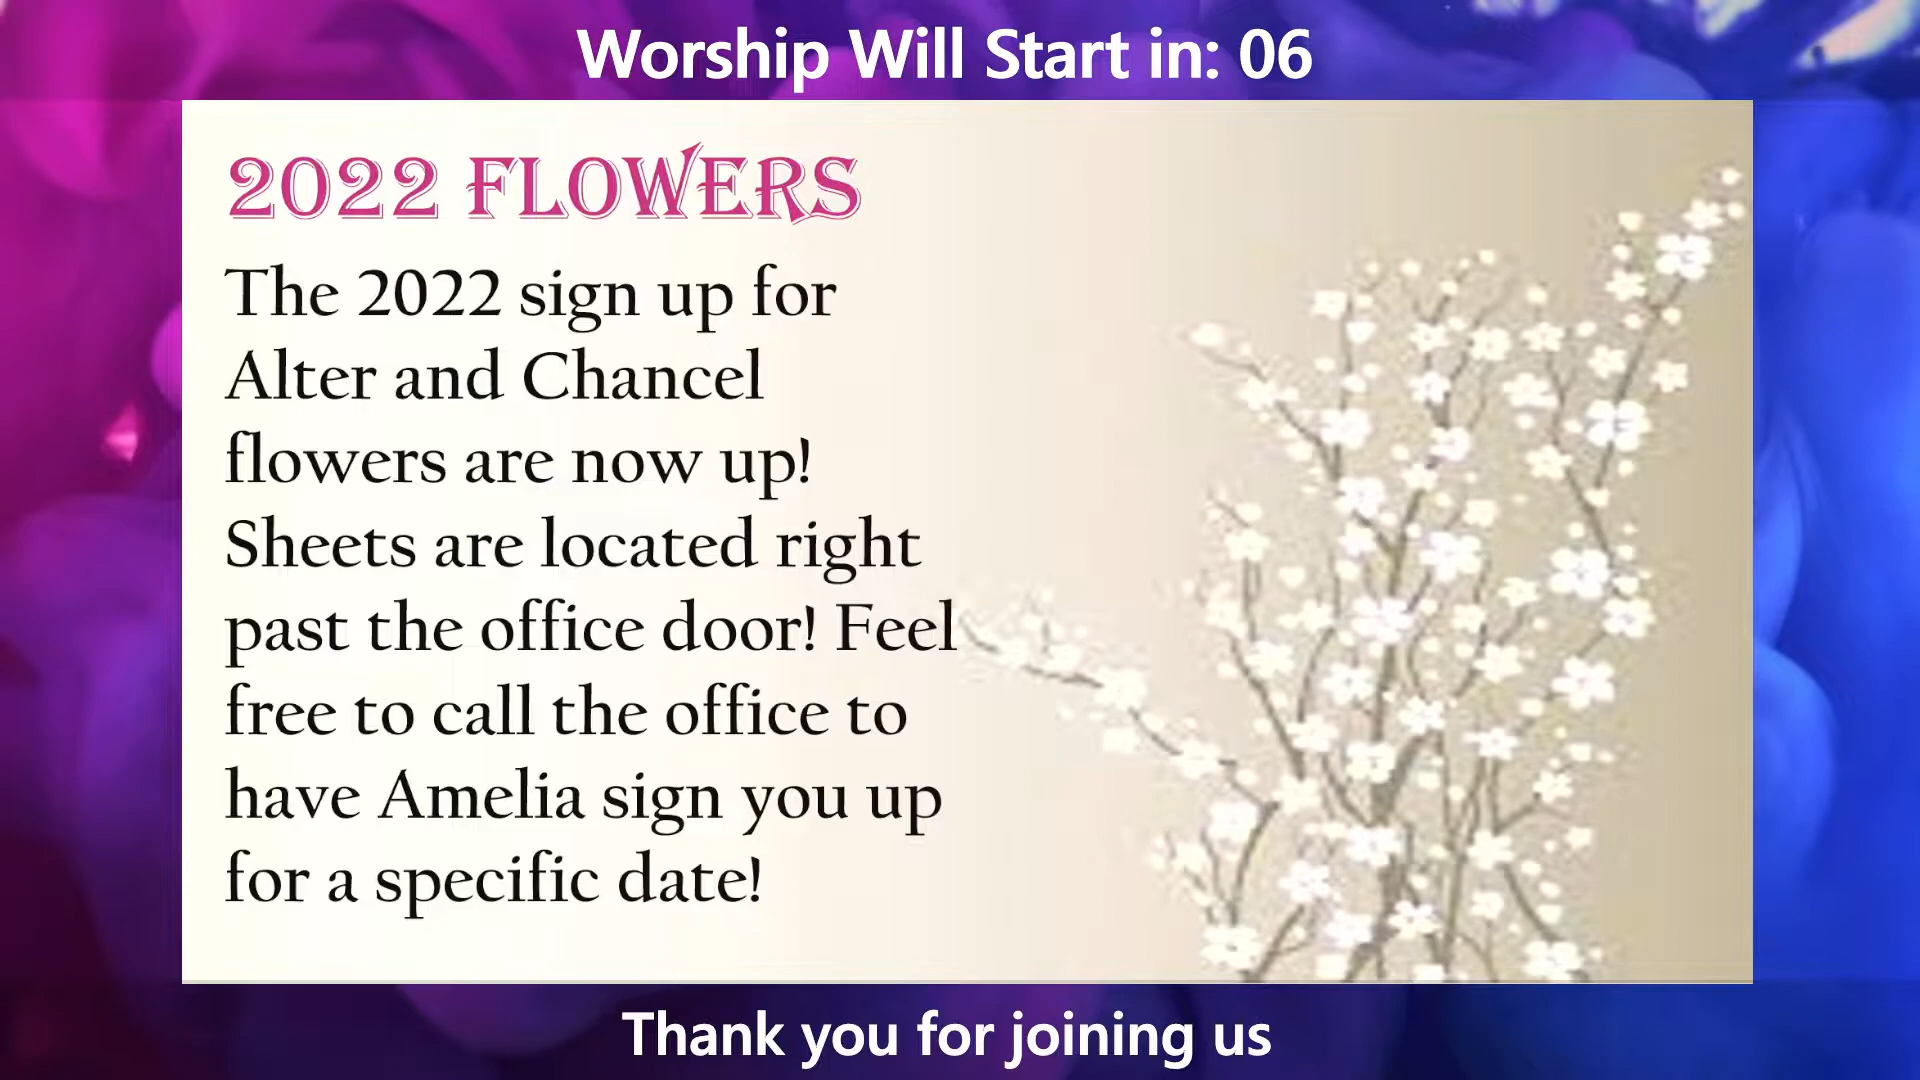 Worship Will Start in: 06
2022 FLOWERS
The 2022 sign up for
Alter and Chancel
flowers are now up!
Sheets are located right
past the office door! Feel
free to call the office to
have Amelia sign you up
for a specific date!
Thank you for joining us